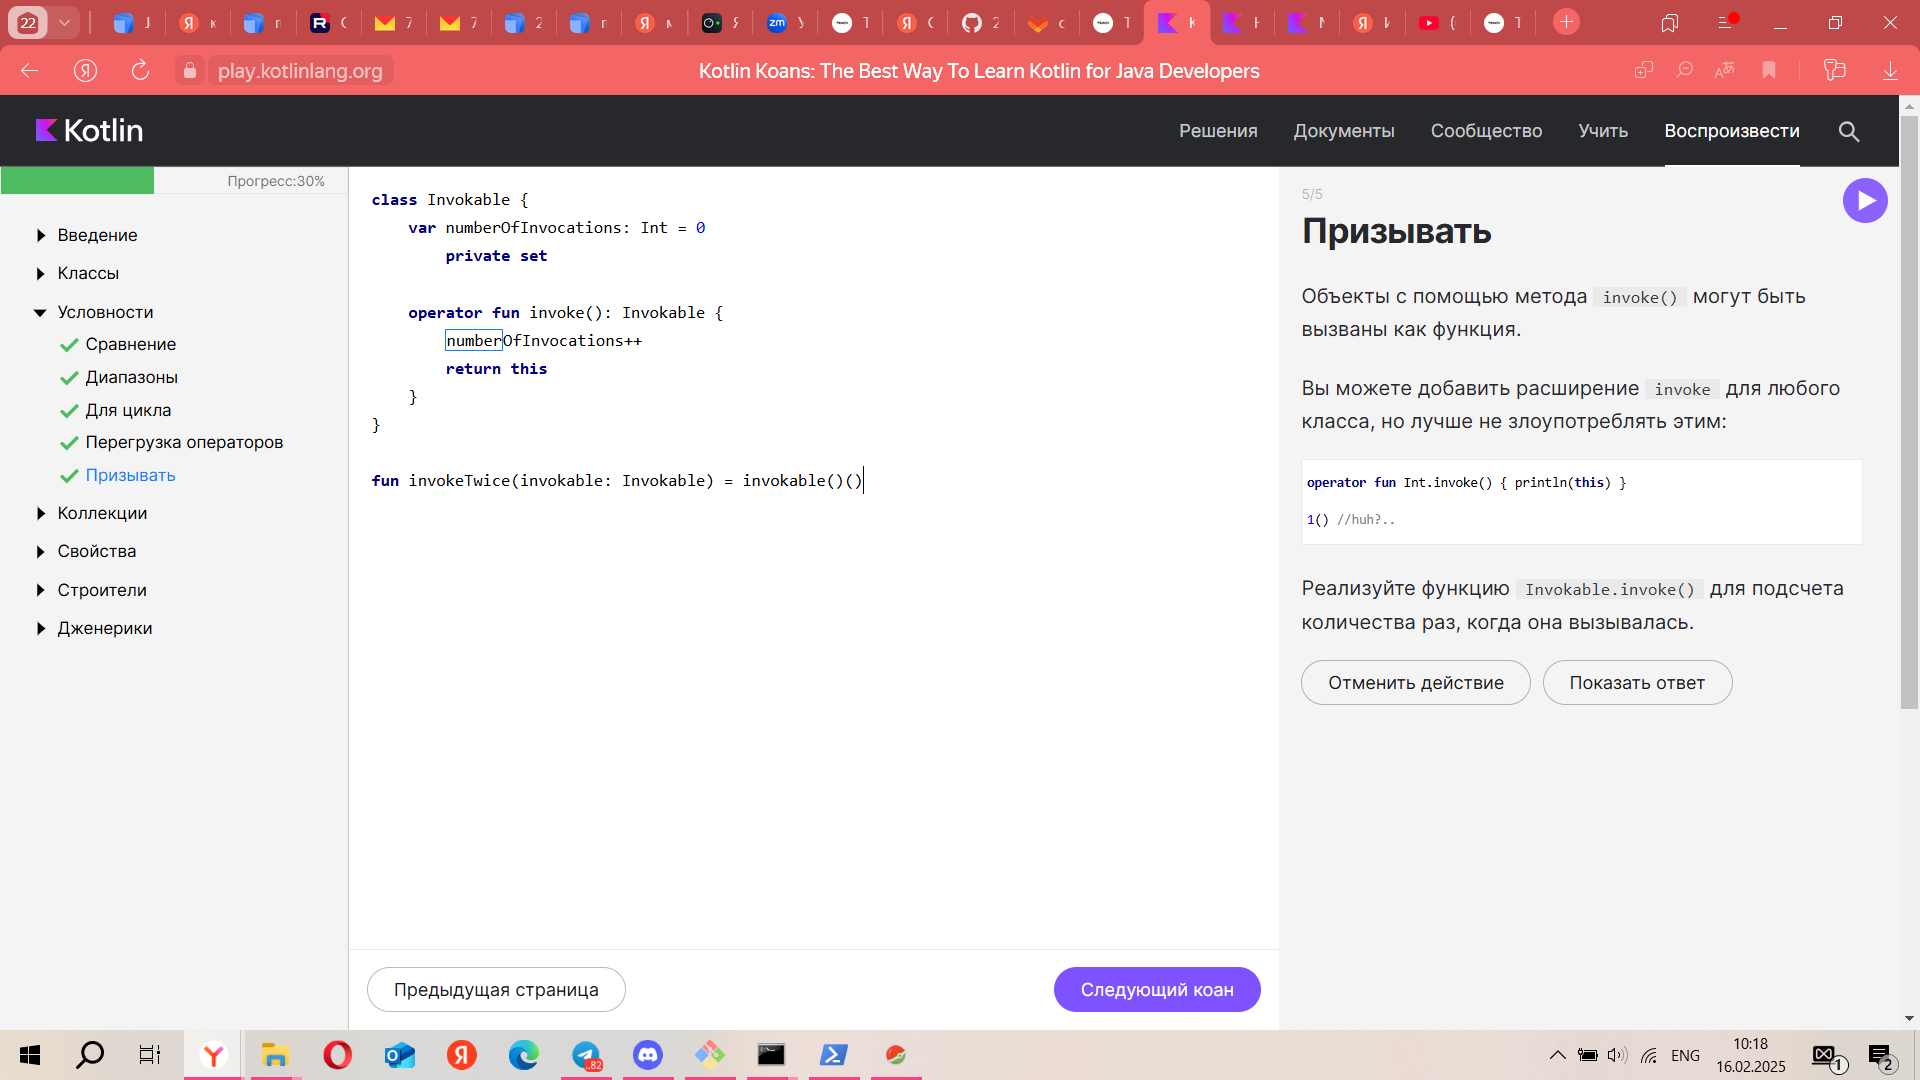 22
play.kotlinlang.org
Kotlin Koans: The Best Way To Learn Kotlin for Java Developers
Kotlin
Решения
Документы
Сообщество
Учить
Воспроизвести
Прогресс:30%
Введение
Классы
Условности
Сравнение
Диапазоны
Для цикла
Перегрузка операторов
Призывать
Коллекции
Свойства
Строители
Дженерики
class Invokable {
var numberOfInvocations: Int = 0
private set
operator fun invoke(): Invokable {
numberOfInvocations++
return this
}
}
fun invokeTwice(invokable: Invokable) = invokable()()
Предыдущая страница
Следующий коан
5/5
Призывать
Объекты с помощью метода invoke() могут быть
вызваны как функция.
Вы можете добавить расширение invoke для любого
класса, но лучше не злоупотреблять этим:
operator fun Int.invoke() { println(this) }
1() //huh?..
Реализуйте функцию Invokable.invoke() для подсчета
количества раз, когда она вызывалась.
Отменить действие
Показать ответ
82
ENG
10:18
16.02.2025
1
2